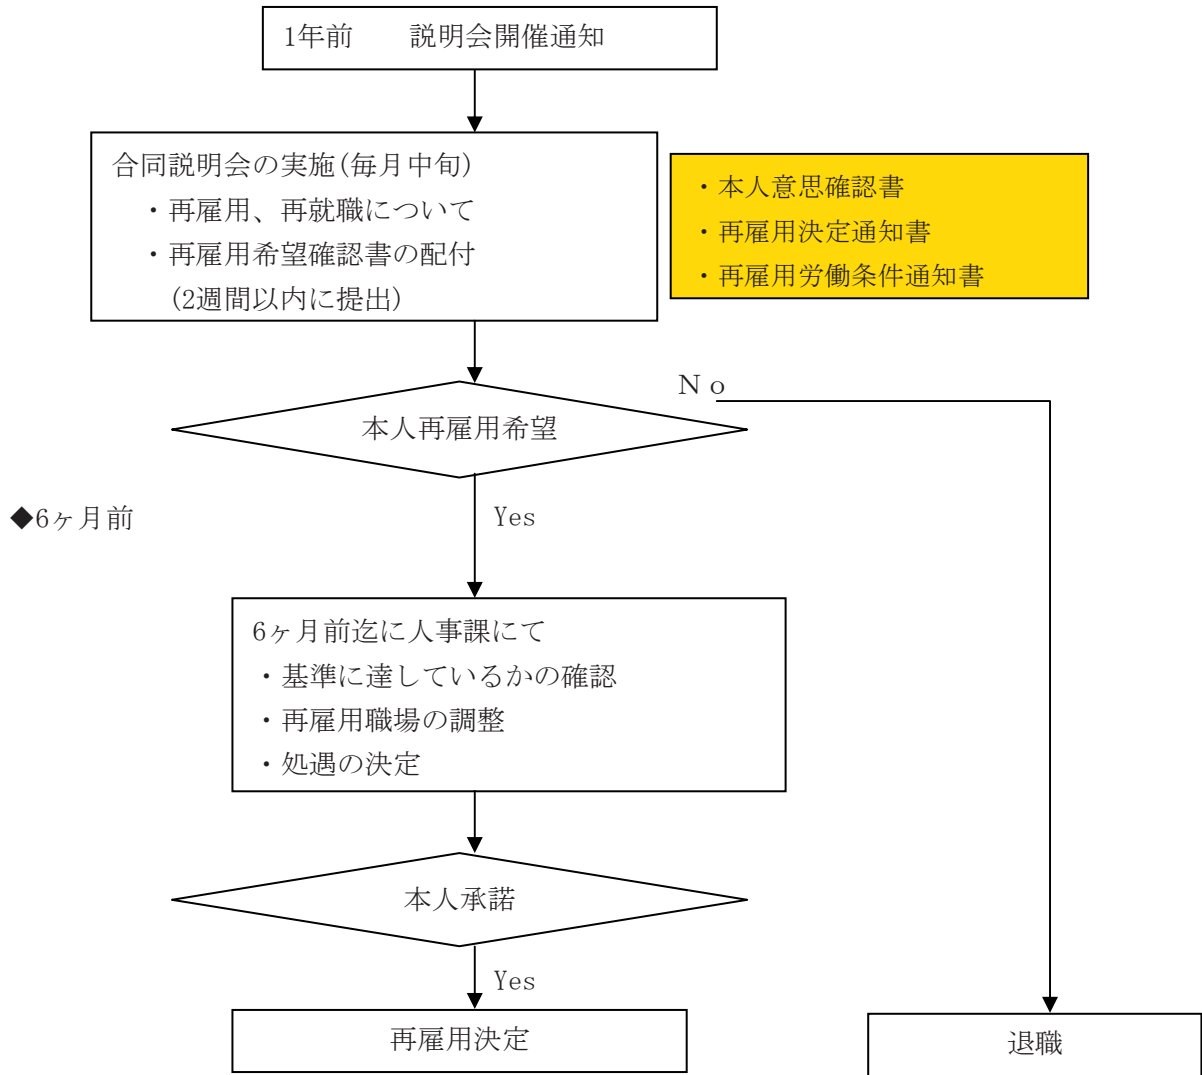 1年前　　説明会開催通知
合同説明会の実施(毎月中旬)
・再雇用、再就職について
・再雇用希望確認書の配付
(2週間以内に提出)
・本人意思確認書
・再雇用決定通知書
・再雇用労働条件通知書
Ｎｏ
本人再雇用希望
◆6ヶ月前
Yes
6ヶ月前迄に人事課にて
・基準に達しているかの確認
・再雇用職場の調整
・処遇の決定
本人承諾
Yes
再雇用決定
退職